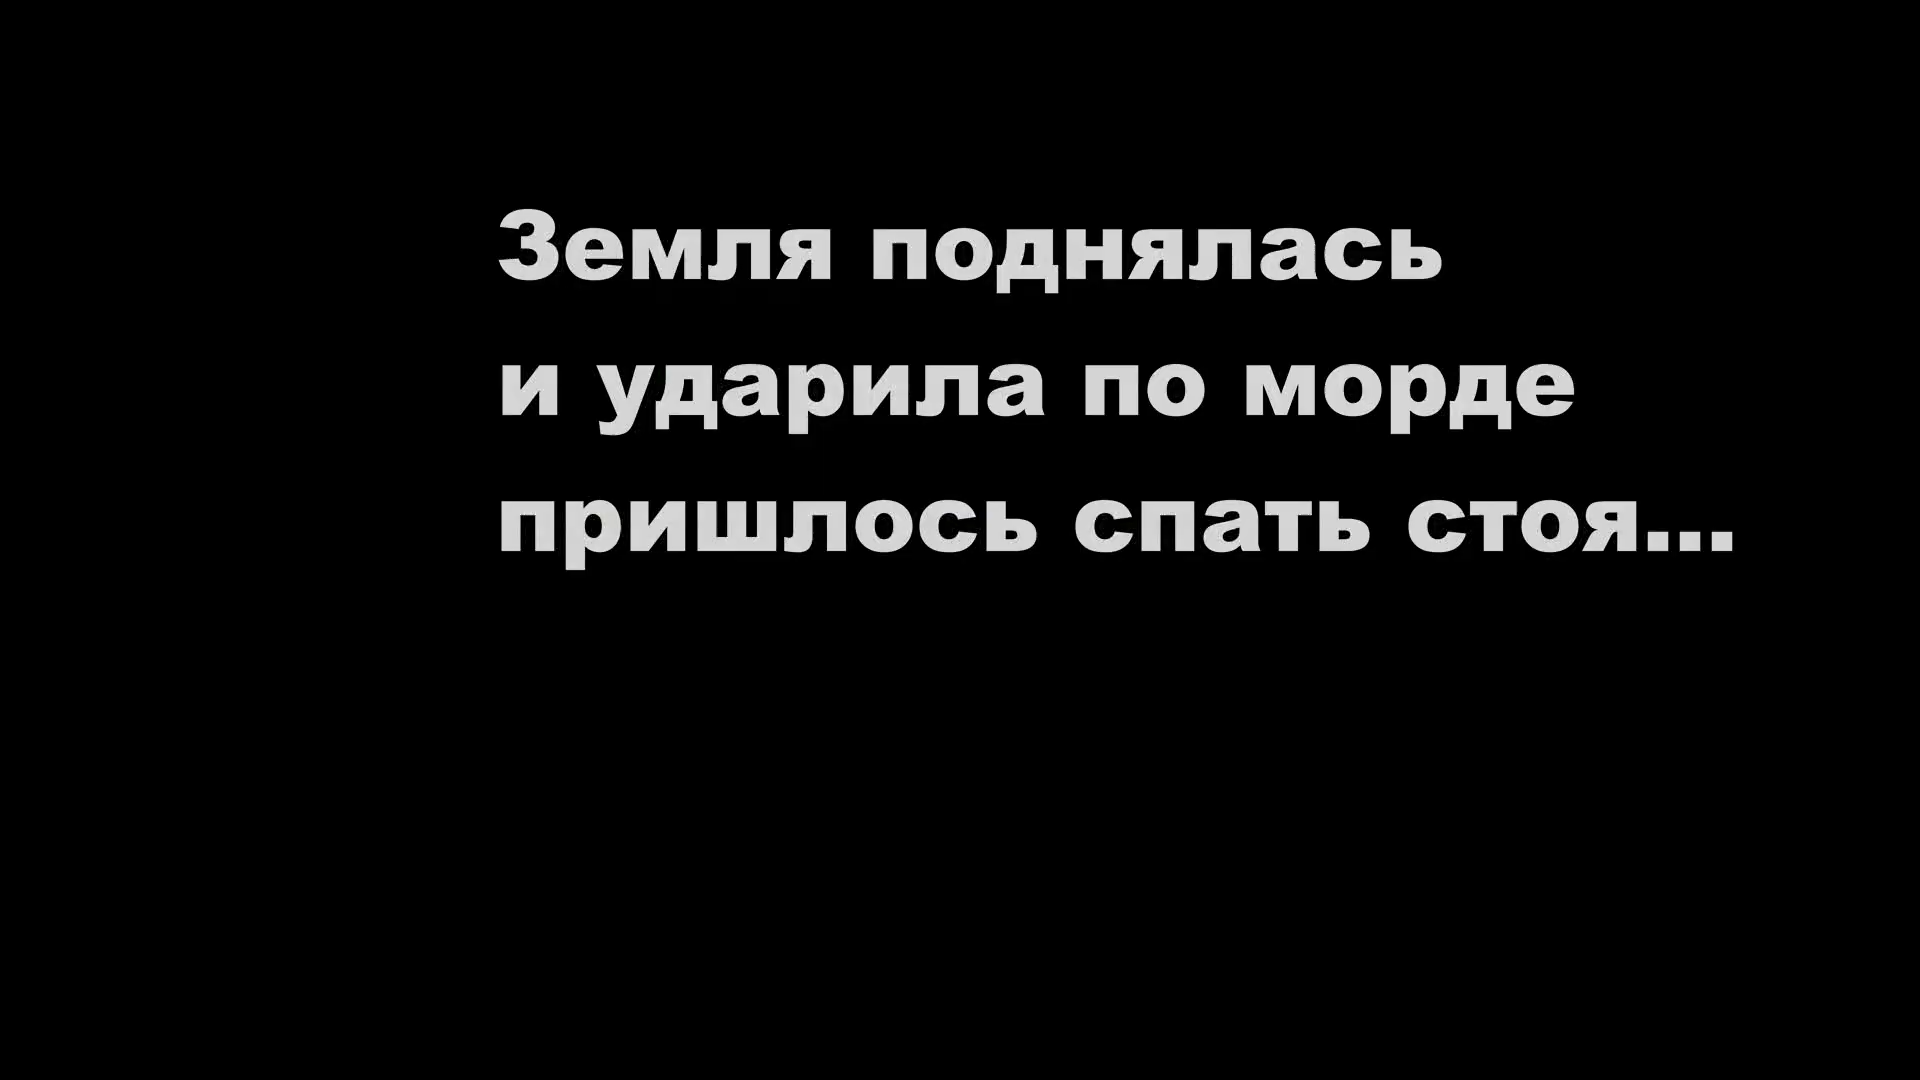 Земля поднялась
и ударила по морде
пришлось спать стоя...